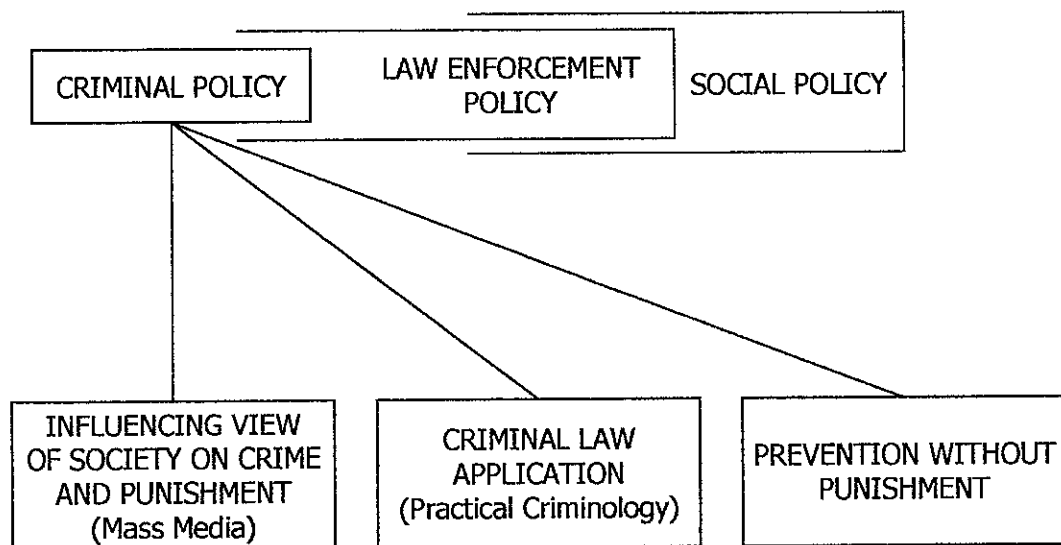 CRIMINAL POLICY
LAW ENFORCEMENT
POLICY
SOCIAL POLICY
INFLUENCING VIEW
OF SOCIETY ON CRIME
AND PUNISHMENT
(Mass Media)
CRIMINAL LAW
APPLICATION
(Practical Criminology)
PREVENTION WITHOUT
PUNISHMENT